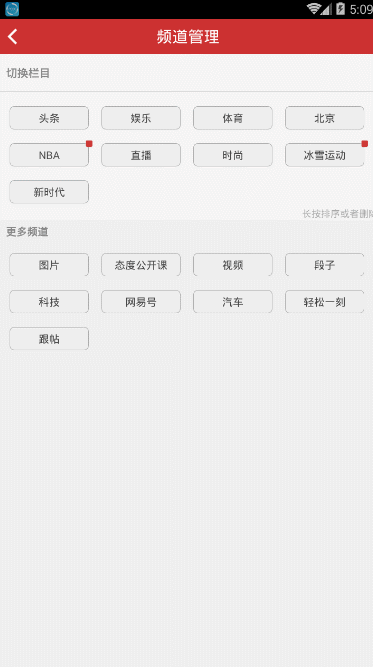 5:09
频道管理
切换栏目
头条 娱乐 体育 北京
NBA 直播 时尚 冰雪运动
新时代
长按排序或者删除
更多频道
图片 态度公开课 视频 段子
科技 网易号 汽车 轻松一刻
跟帖